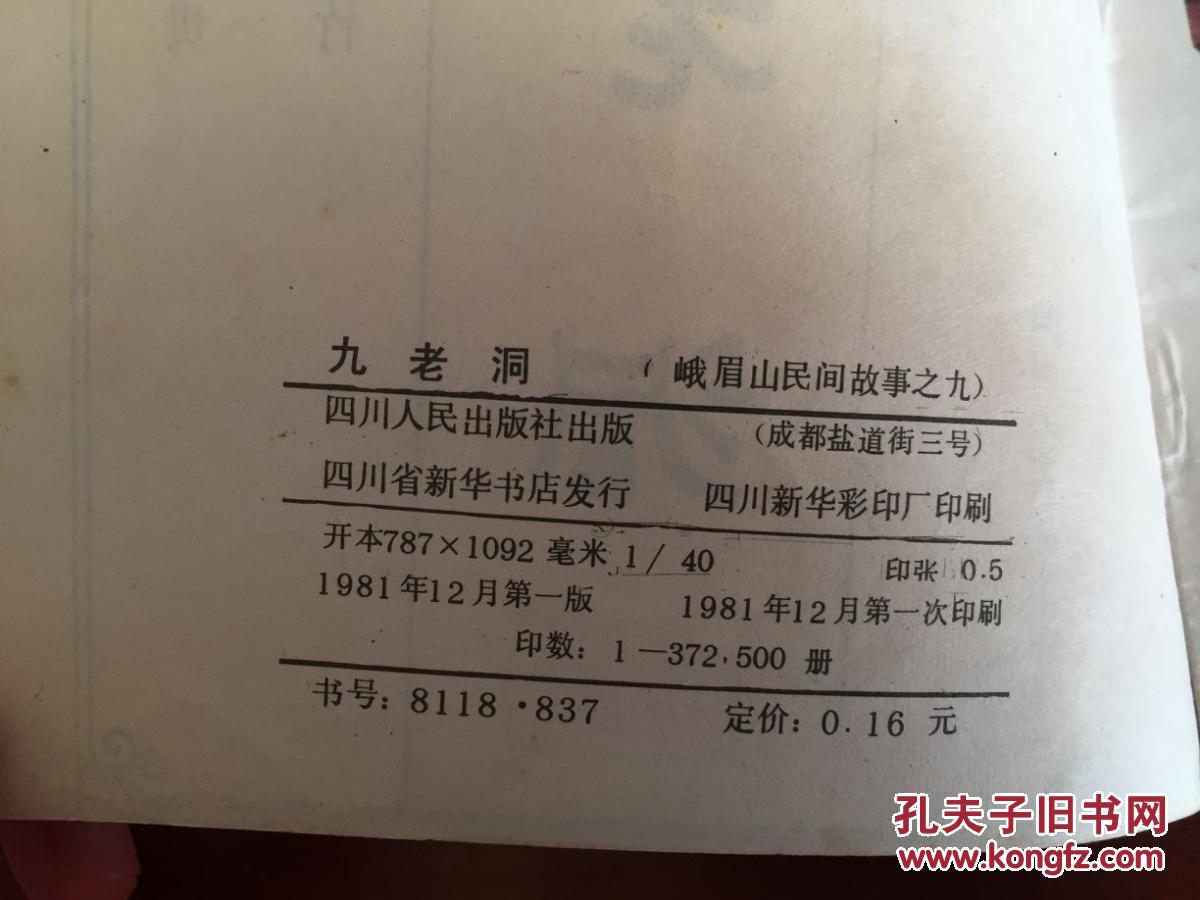 九老洞 （峨眉山民间故事之九）
四川人民出版社出版 （成都盐道街三号）
四川省新华书店发行 四川新华彩印厂印刷
开本787×1092毫米 1/40 印张 0.5
1981年12月第一版 1981年12月第一次印刷
印数：1—372,500 册
书号：8118·837 定价：0.16 元
孔夫子旧书网
www.kongfz.com